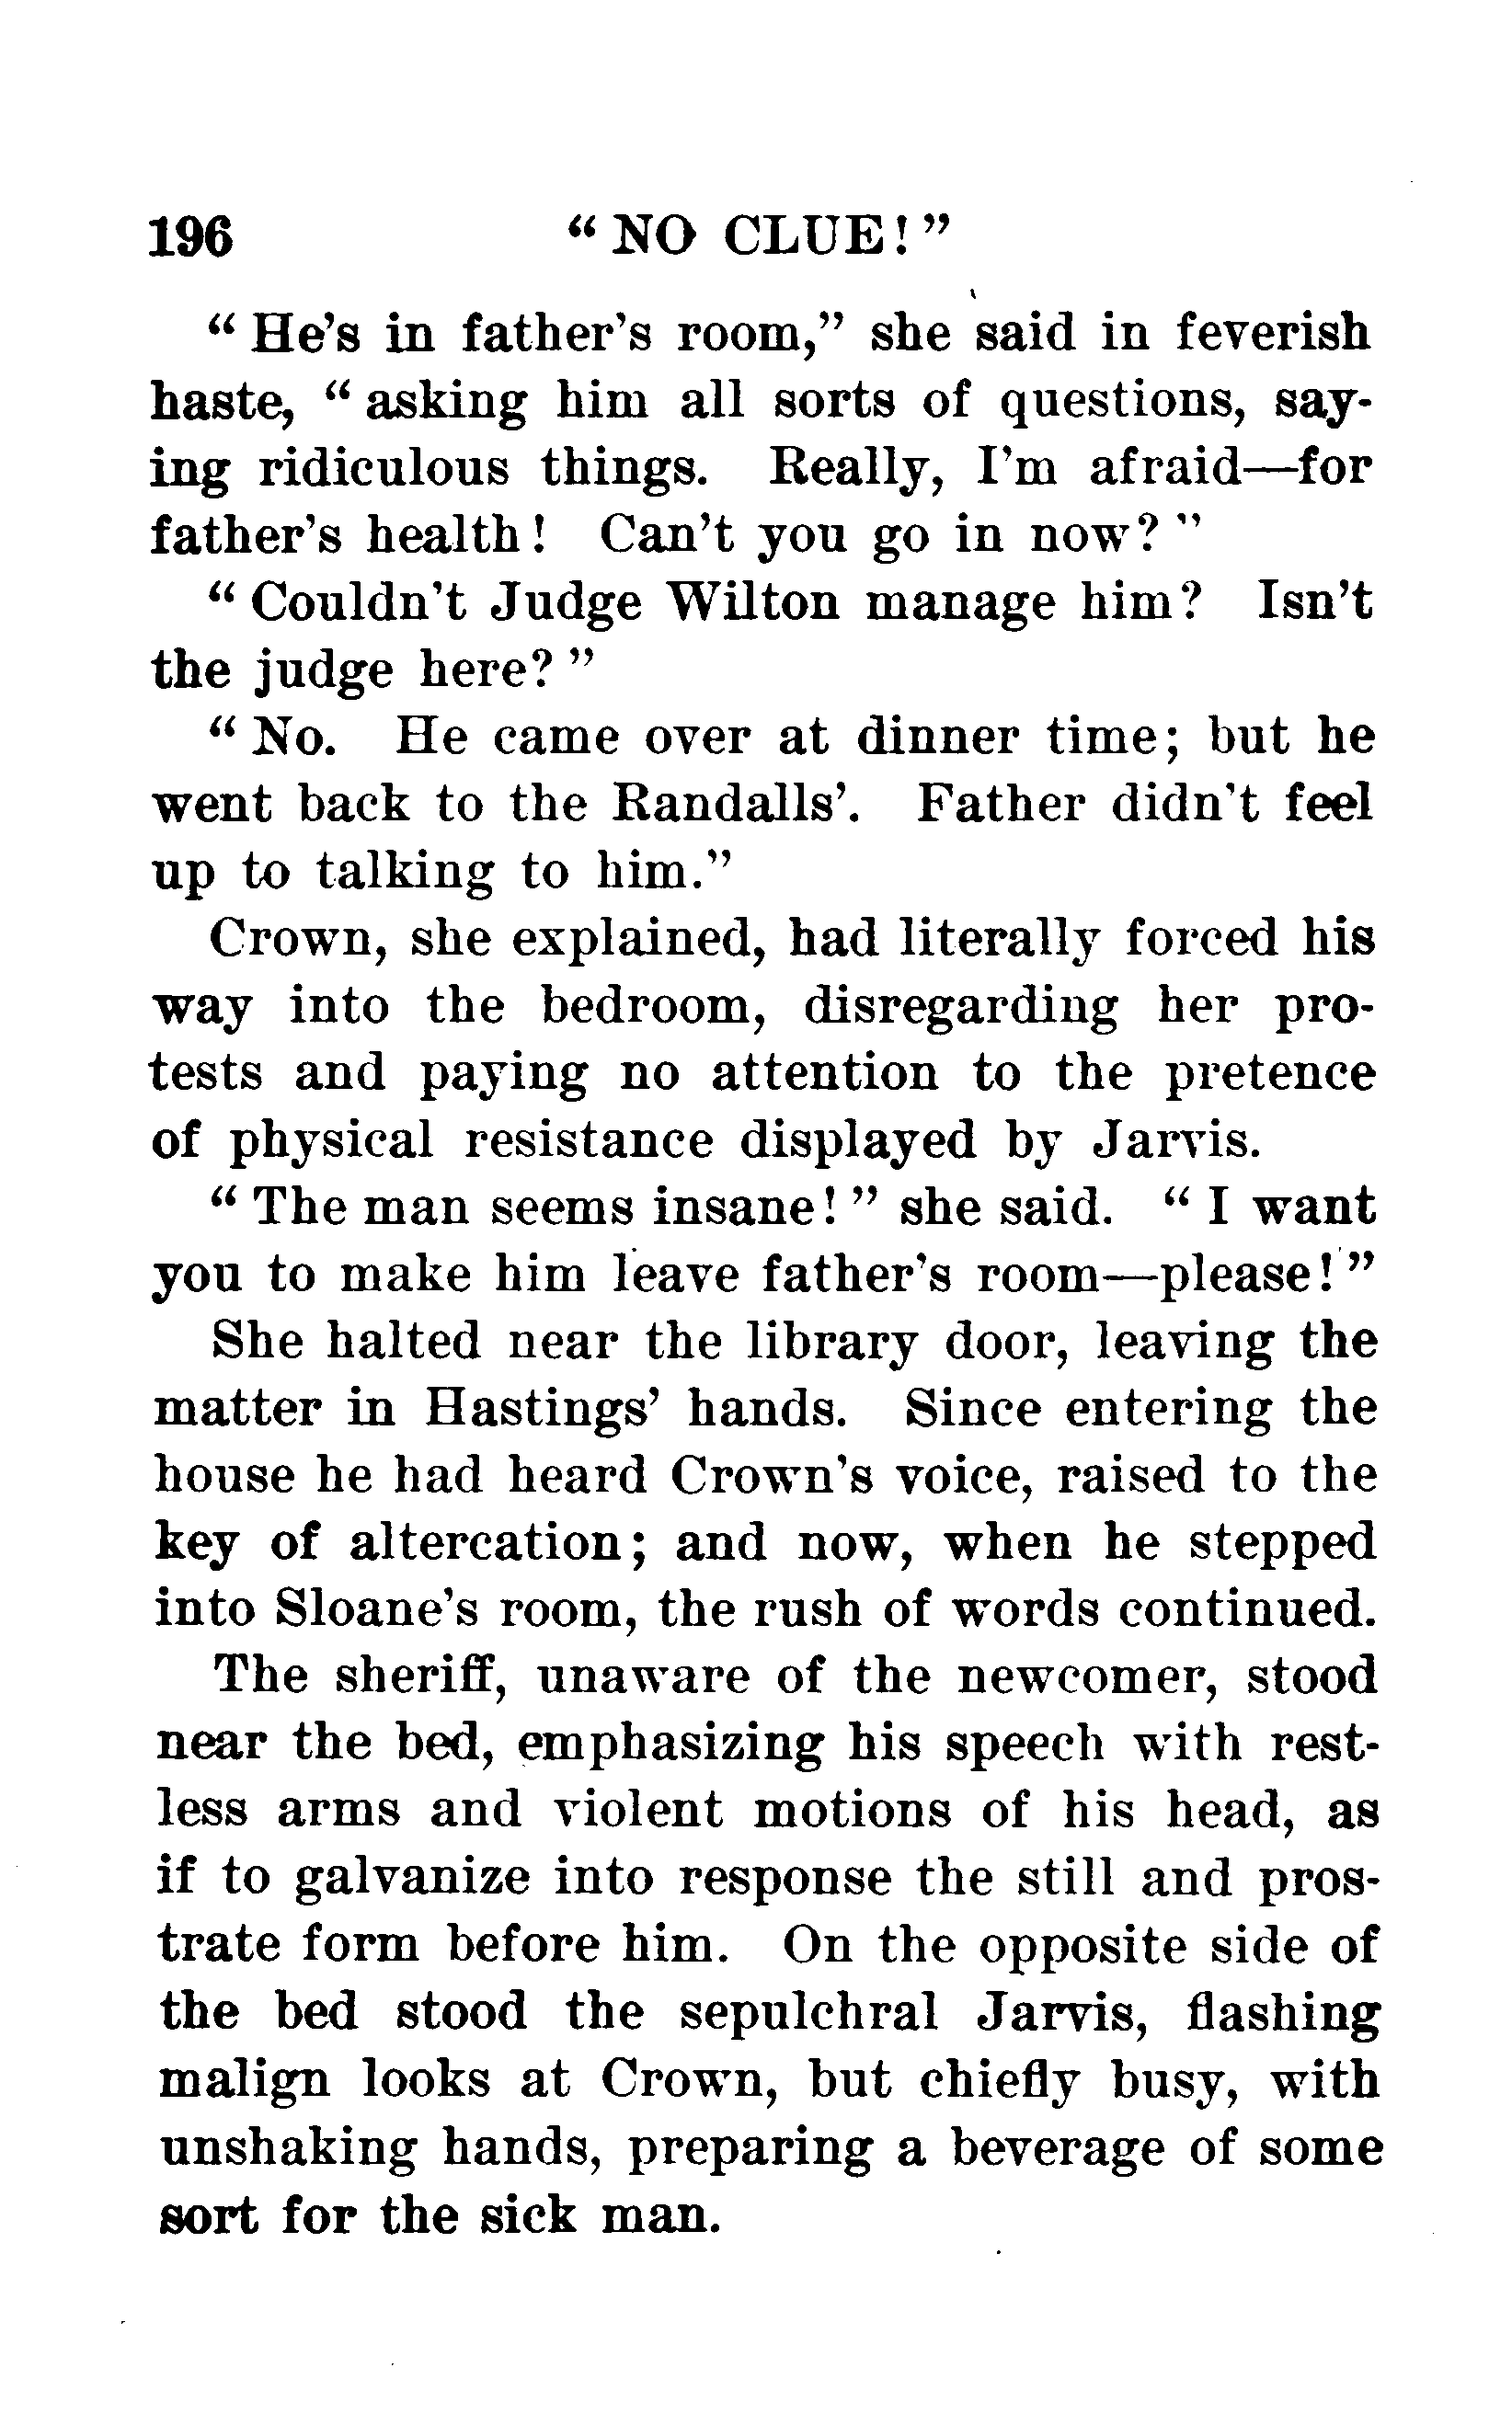 196 “ NO CLUE! ”
“ He’s in father’s room,” she said in feverish
haste, “ asking him all sorts of questions, say-
ing ridiculous things. Really, I’m afraid—for
father’s health! Can’t you go in now? ”
“ Couldn’t Judge Wilton manage him? Isn’t
the judge here? ”
“ No. He came over at dinner time; but he
went back to the Randalls’. Father didn’t feel
up to talking to him.”
Crown, she explained, had literally forced his
way into the bedroom, disregarding her pro-
tests and paying no attention to the pretence
of physical resistance displayed by Jarvis.
“ The man seems insane! ” she said. “ I want
you to make him leave father’s room—please! ”
She halted near the library door, leaving the
matter in Hastings’ hands. Since entering the
house he had heard Crown’s voice, raised to the
key of altercation; and now, when he stepped
into Sloane’s room, the rush of words continued.
The sheriff, unaware of the newcomer, stood
near the bed, emphasizing his speech with rest-
less arms and violent motions of his head, as
if to galvanize into response the still and pros-
trate form before him. On the opposite side of
the bed stood the sepulchral Jarvis, flashing
malign looks at Crown, but chiefly busy, with
unshaking hands, preparing a beverage of some
sort for the sick man.